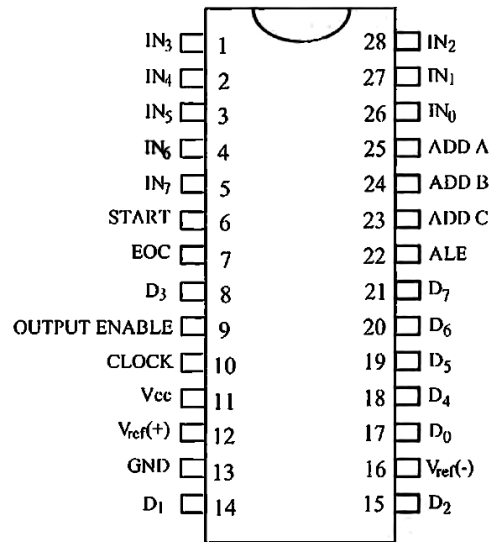 IN₃ 1 28 IN₂
IN₄ 2 27 IN₁
IN₅ 3 26 IN₀
IN₆ 4 25 ADD A
IN₇ 5 24 ADD B
START 6 23 ADD C
EOC 7 22 ALE
D₃ 8 21 D₇
OUTPUT ENABLE 9 20 D₆
CLOCK 10 19 D₅
Vcc 11 18 D₄
Vref(+) 12 17 D₀
GND 13 16 Vref(-)
D₁ 14 15 D₂